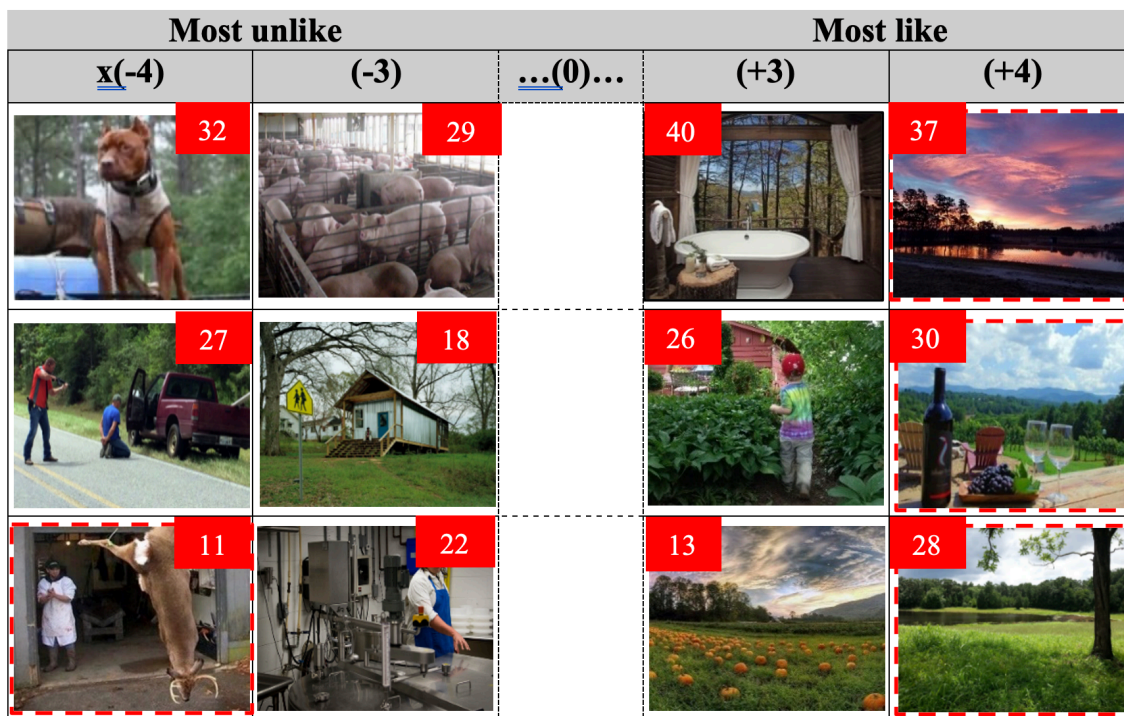 Most unlike Most like
x(-4) (-3) …(0)… (+3) (+4)
32 29 40 37
27 18 26 30
11 22 13 28